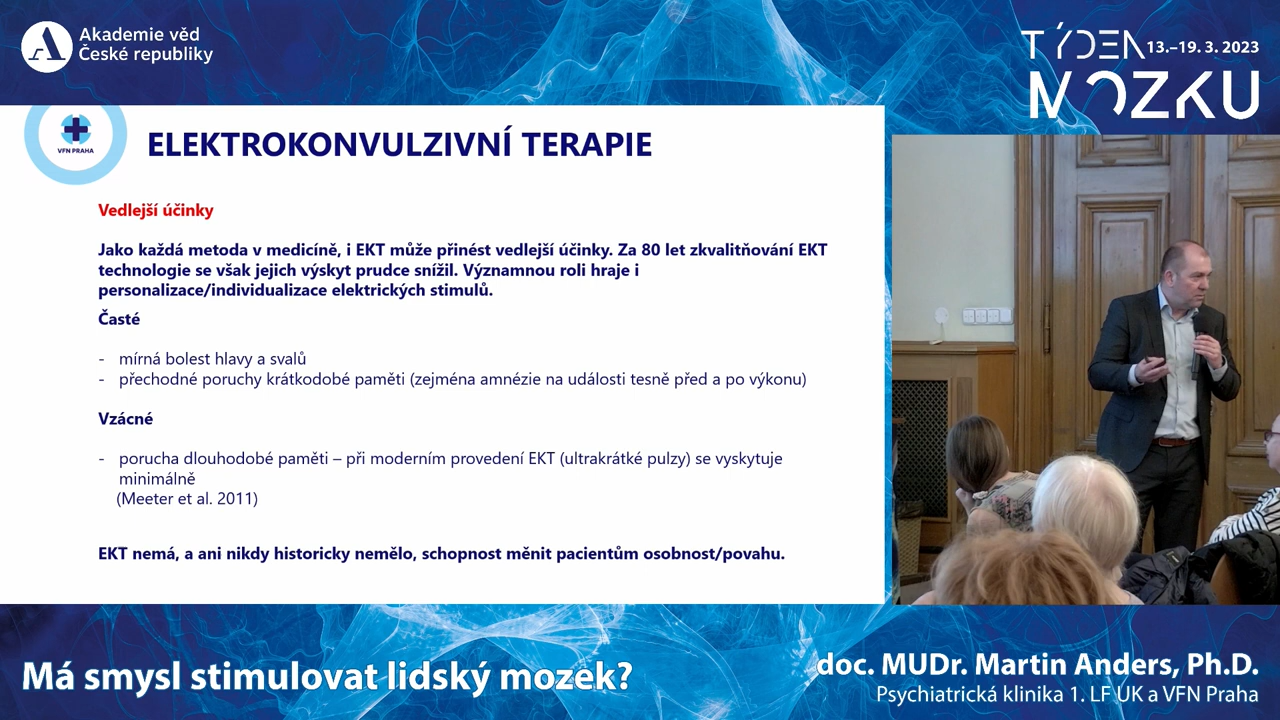 Akademie věd
České republiky
TÝDEN 13.–19. 3. 2023
MOZKU
VFN PRAHA
ELEKTROKONVULZIVNÍ TERAPIE
Vedlejší účinky
Jako každá metoda v medicíně, i EKT může přinést vedlejší účinky. Za 80 let zkvalitňování EKT
technologie se však jejich výskyt prudce snížil. Významnou roli hraje i
personalizace/individualizace elektrických stimulů.
Časté
- mírná bolest hlavy a svalů
- přechodné poruchy krátkodobé paměti (zejména amnézie na události tesně před a po výkonu)
Vzácné
- porucha dlouhodobé paměti – při moderním provedení EKT (ultrakrátké pulzy) se vyskytuje
minimálně
(Meeter et al. 2011)
EKT nemá, a ani nikdy historicky nemělo, schopnost měnit pacientům osobnost/povahu.
Má smysl stimulovat lidský mozek?
doc. MUDr. Martin Anders, Ph.D.
Psychiatrická klinika 1. LF UK a VFN Praha